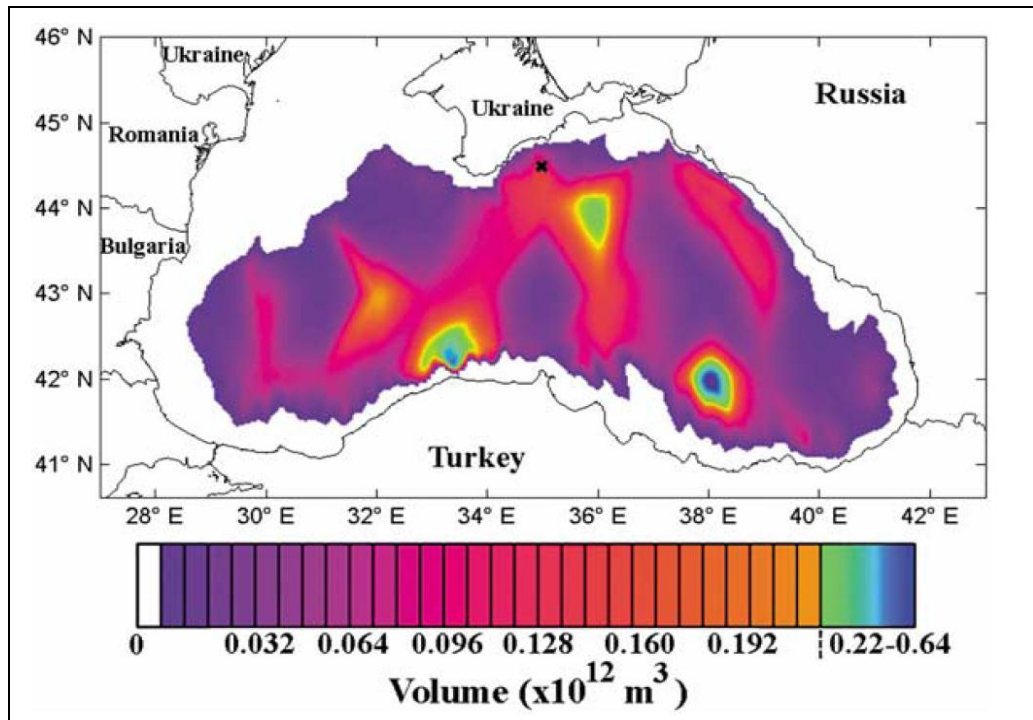 46° N
Ukraine
Ukraine
Russia
45° N
Romania
44° N
Bulgaria
43° N
42° N
Turkey
41° N
28° E 30° E 32° E 34° E 36° E 38° E 40° E 42° E
0 0.032 0.064 0.096 0.128 0.160 0.192 0.22-0.64
Volume (x10¹² m³)